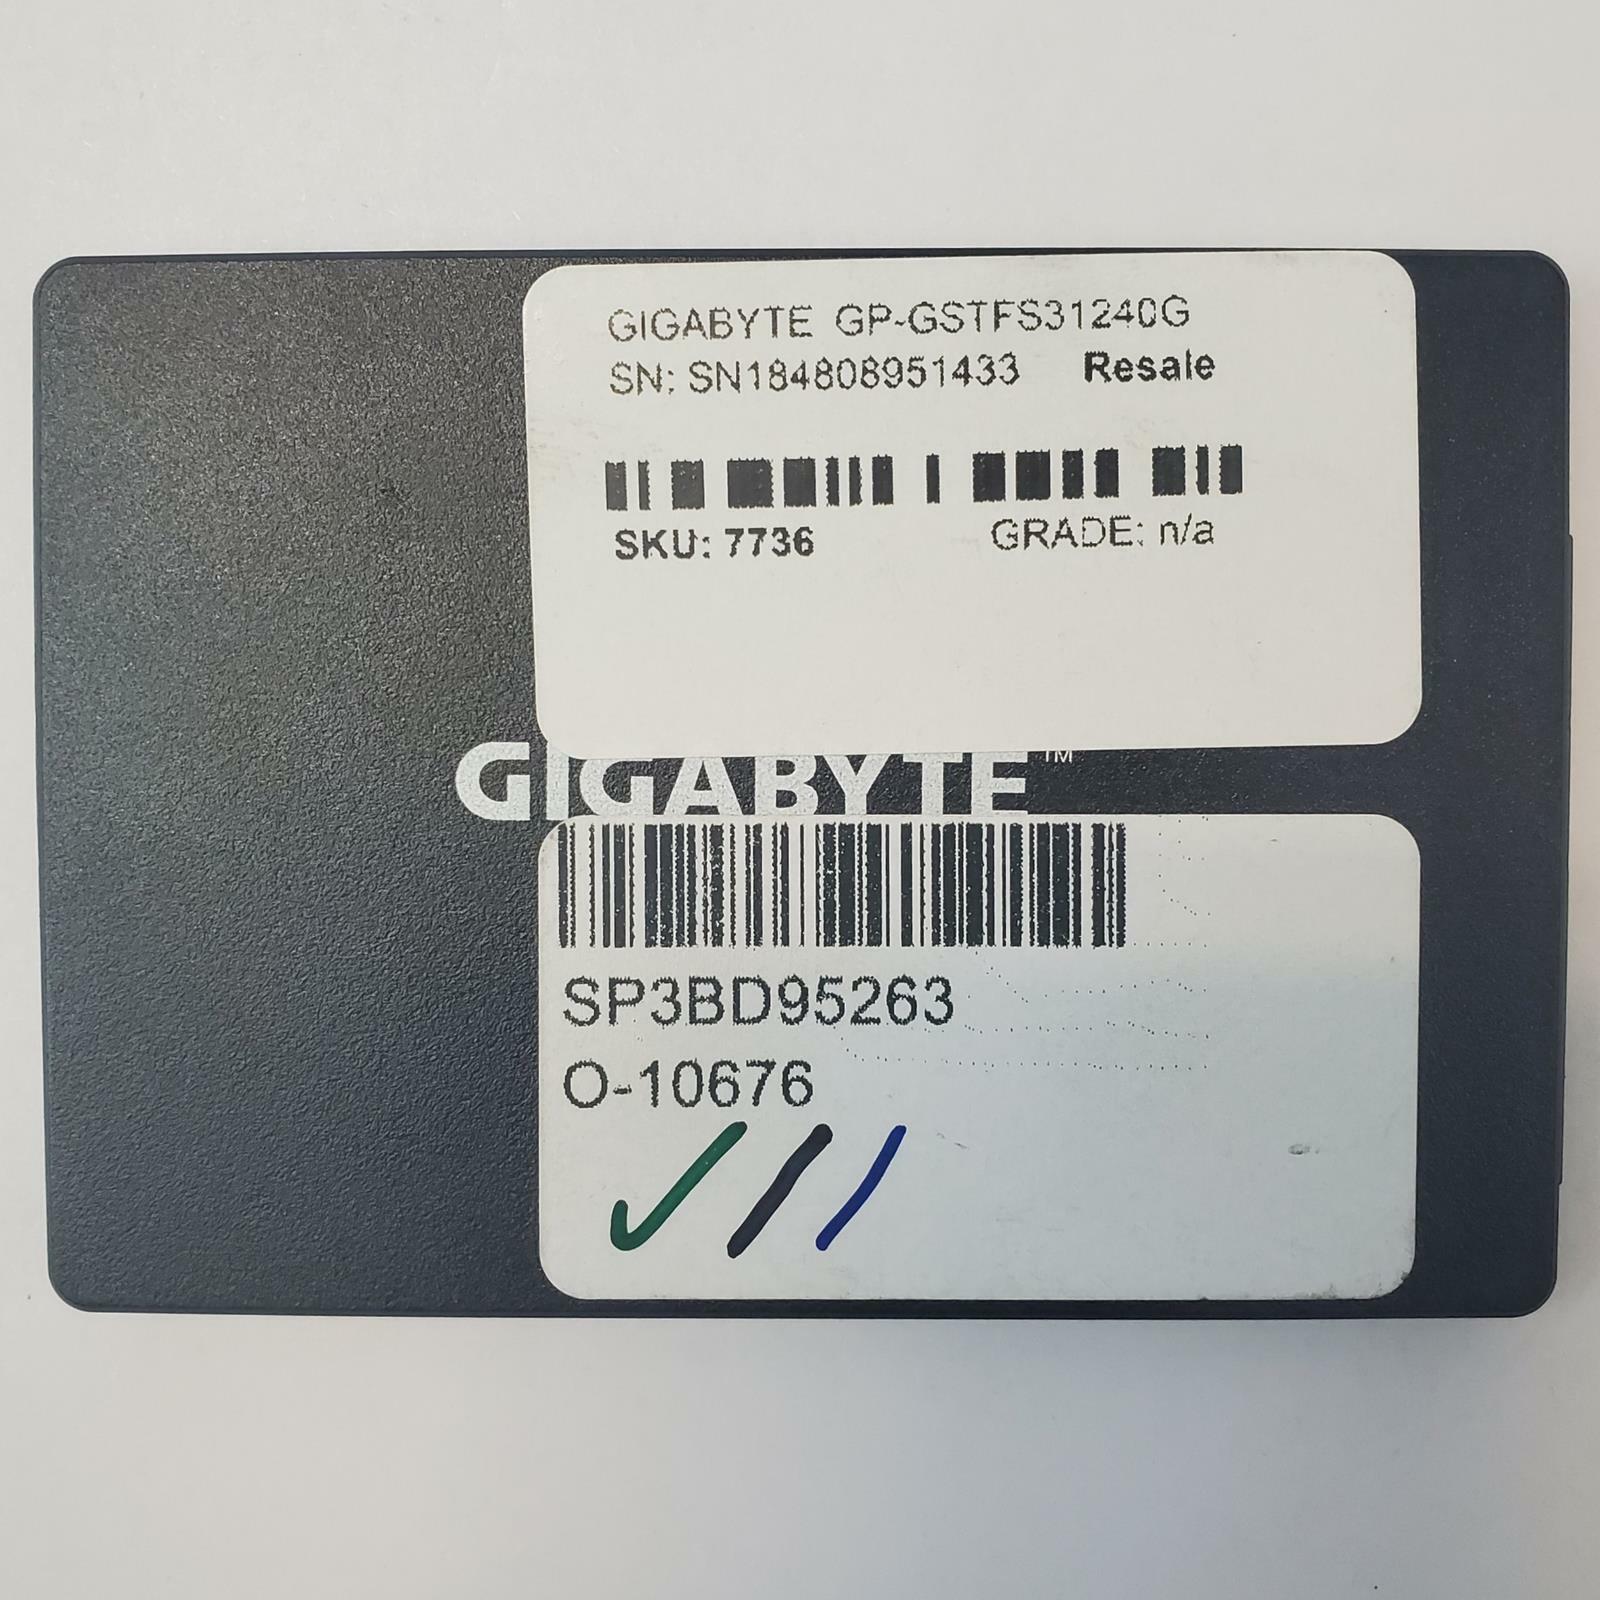 GIGABYTE GP-GSTFS31240G
SN: SN184808951433 Resale
SKU: 7736 GRADE: n/a
GIGABYTE™
SP3BD95263
O-10676